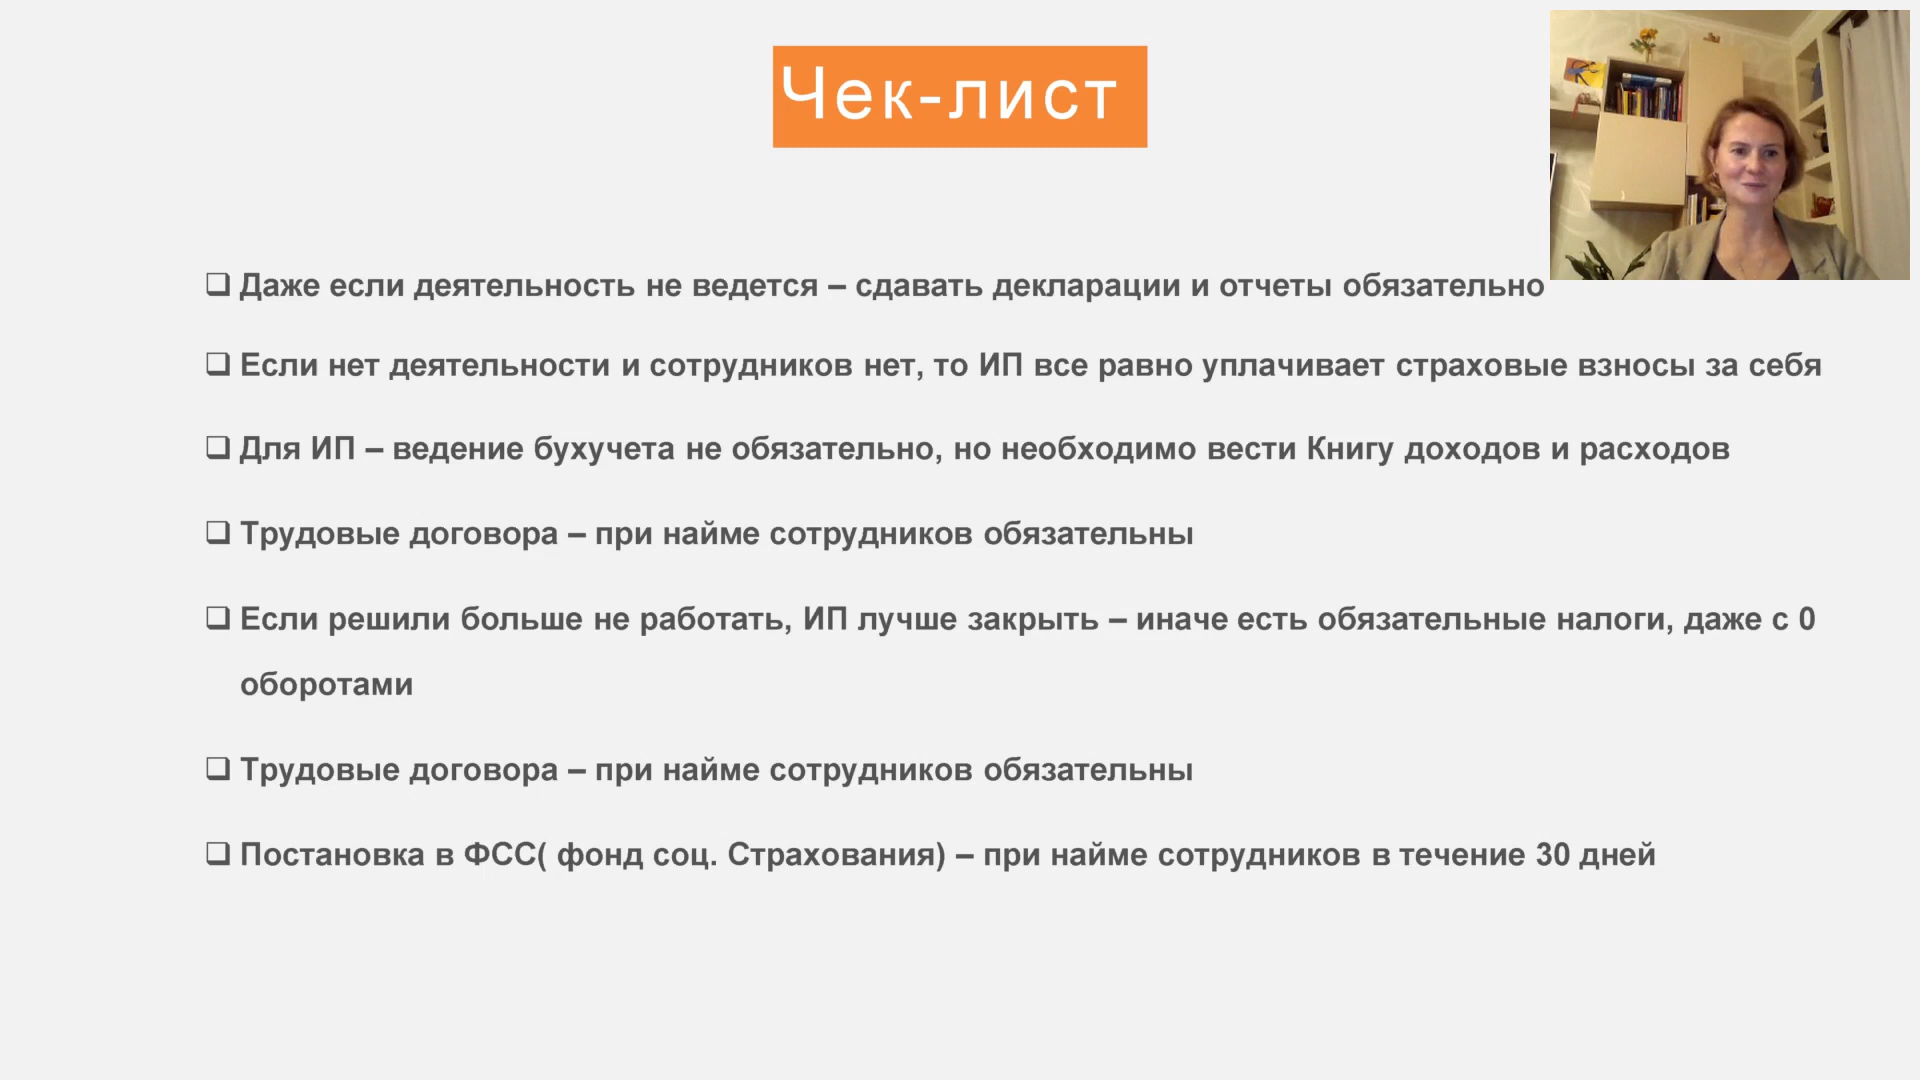 Чек-лист
❑ Даже если деятельность не ведется – сдавать декларации и отчеты обязательно
❑ Если нет деятельности и сотрудников нет, то ИП все равно уплачивает страховые взносы за себя
❑ Для ИП – ведение бухучета не обязательно, но необходимо вести Книгу доходов и расходов
❑ Трудовые договора – при найме сотрудников обязательны
❑ Если решили больше не работать, ИП лучше закрыть – иначе есть обязательные налоги, даже с 0
оборотами
❑ Трудовые договора – при найме сотрудников обязательны
❑ Постановка в ФСС( фонд соц. Страхования) – при найме сотрудников в течение 30 дней